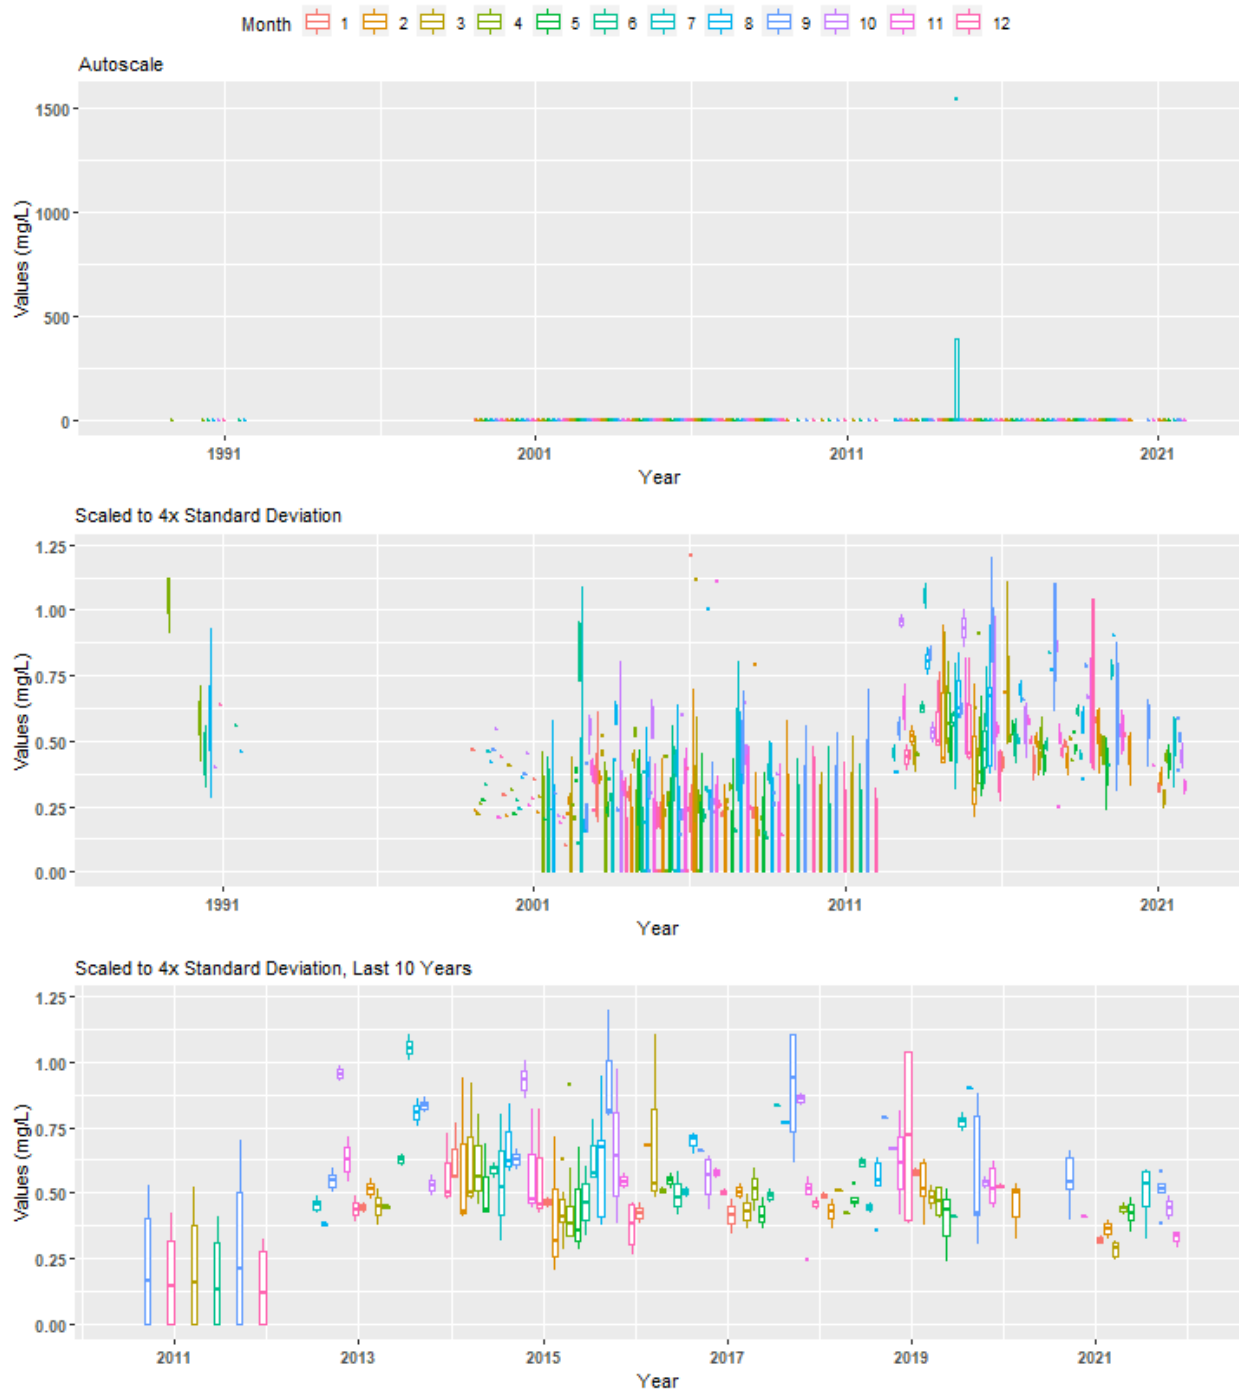 Month 1 2 3 4 5 6 7 8 9 10 11 12
Autoscale
1500
1000
500
0
Values (mg/L)
1991 2001 2011 2021
Year
Scaled to 4x Standard Deviation
1.25
1.00
0.75
0.50
0.25
0.00
Values (mg/L)
1991 2001 2011 2021
Year
Scaled to 4x Standard Deviation, Last 10 Years
1.25
1.00
0.75
0.50
0.25
0.00
Values (mg/L)
2011 2013 2015 2017 2019 2021
Year